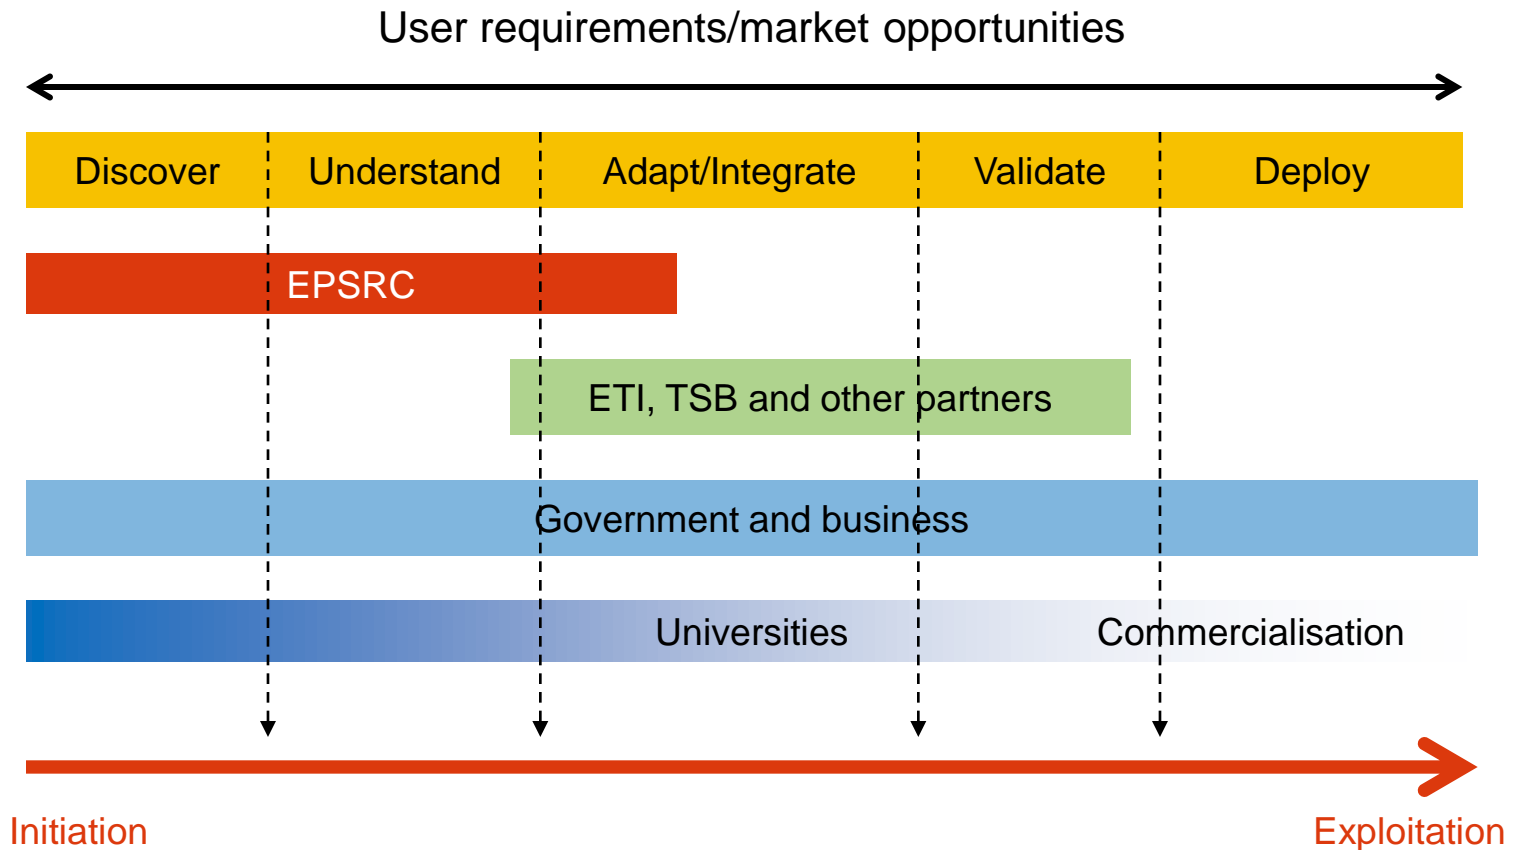 User requirements/market opportunities
Discover Understand Adapt/Integrate Validate Deploy
EPSRC
ETI, TSB and other partners
Government and business
Universities Commercialisation
Initiation Exploitation